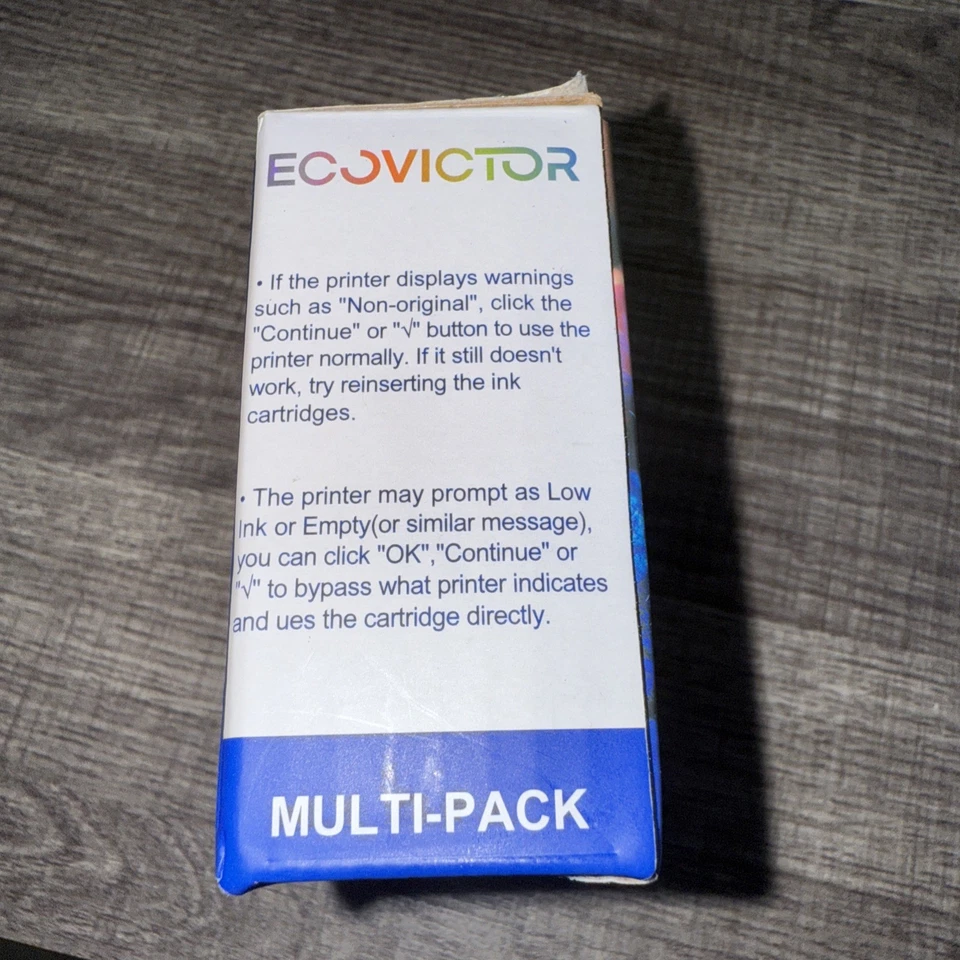 ECOVICTOR
• If the printer displays warnings
such as "Non-original", click the
"Continue" or "√" button to use the
printer normally. If it still doesn't
work, try reinserting the ink
cartridges.
• The printer may prompt as Low
Ink or Empty(or similar message),
you can click "OK","Continue" or
"√" to bypass what printer indicates
and ues the cartridge directly.
MULTI-PACK